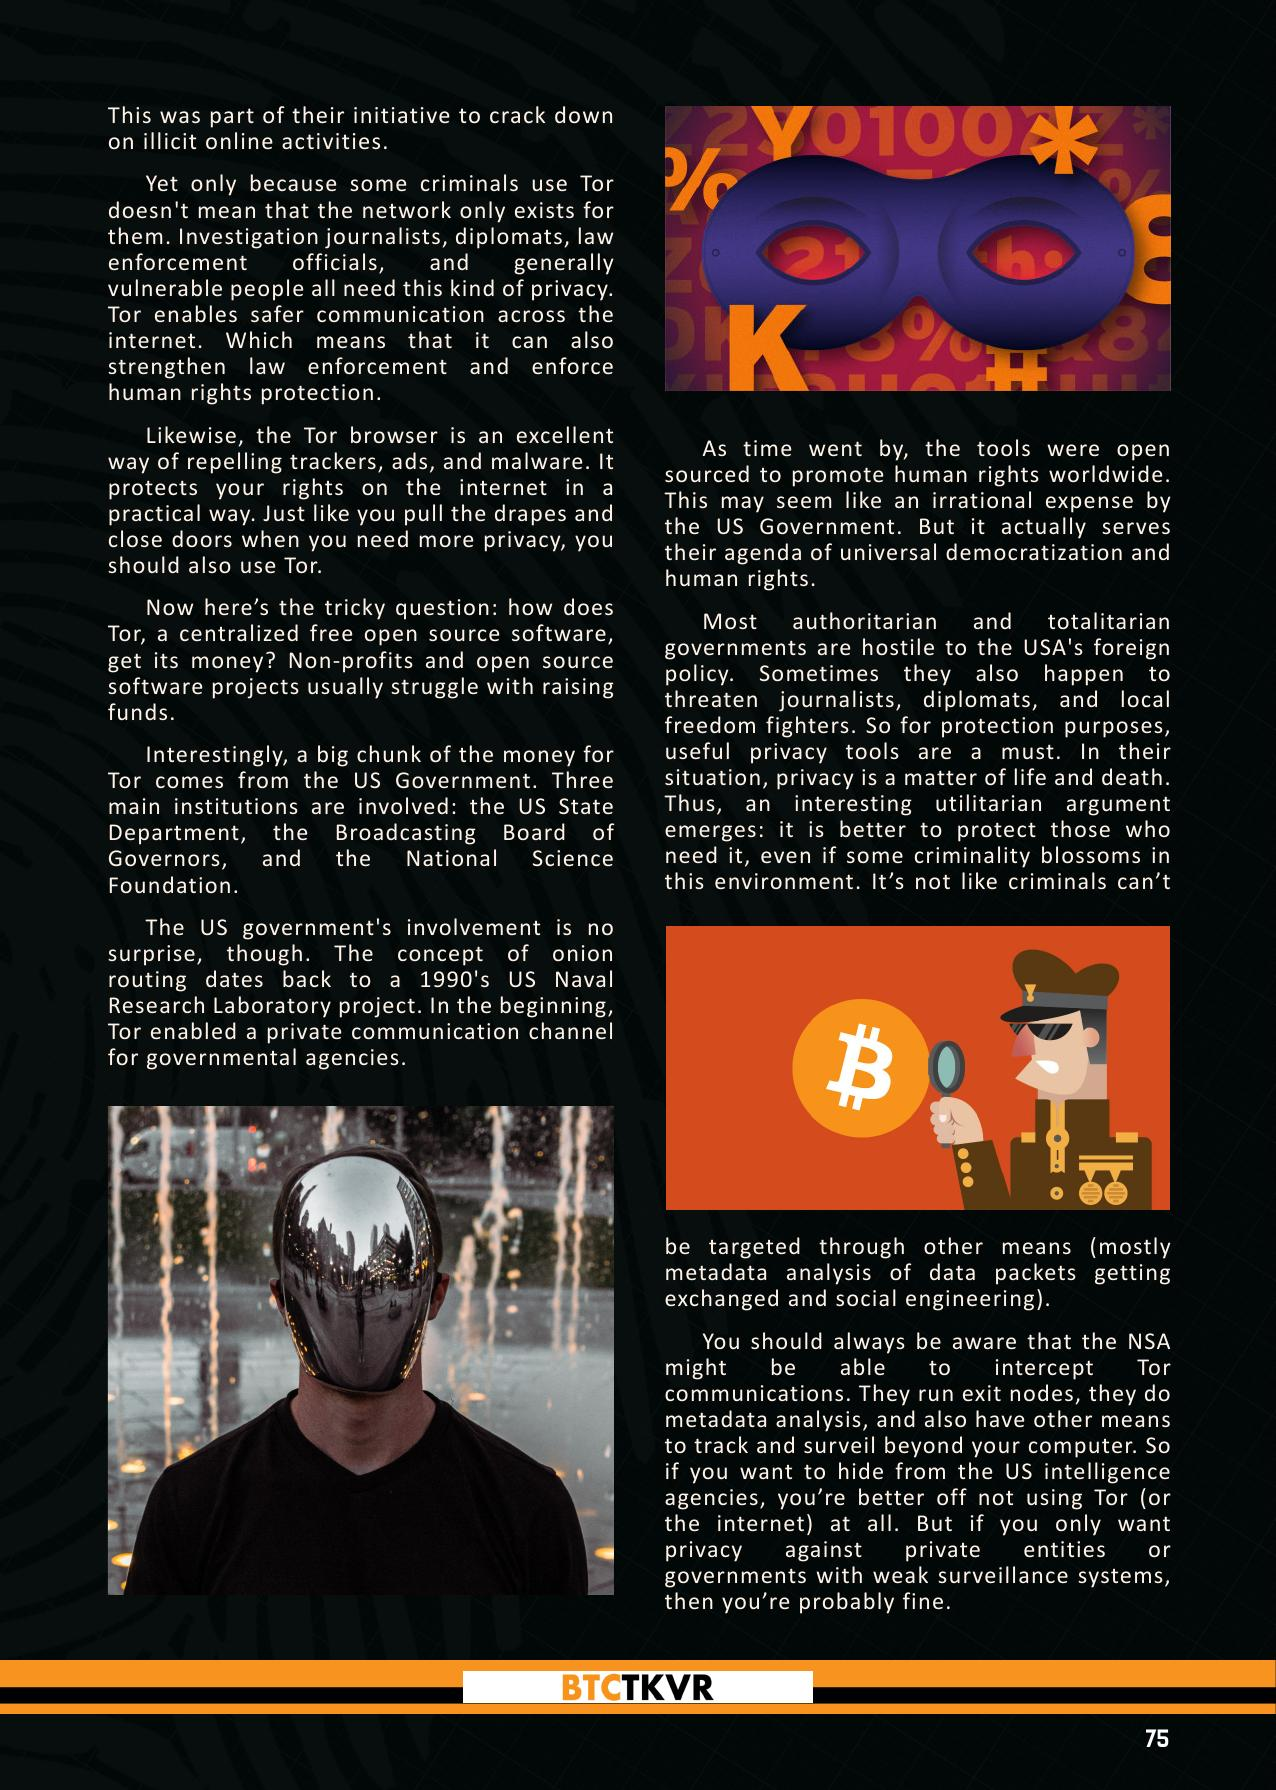 This was part of their initiative to crack down
on illicit online activities.
Yet only because some criminals use Tor
doesn't mean that the network only exists for
them. Investigation journalists, diplomats, law
enforcement officials, and generally
vulnerable people all need this kind of privacy.
Tor enables safer communication across the
internet. Which means that it can also
strengthen law enforcement and enforce
human rights protection.
Likewise, the Tor browser is an excellent
way of repelling trackers, ads, and malware. It
protects your rights on the internet in a
practical way. Just like you pull the drapes and
close doors when you need more privacy, you
should also use Tor.
Now here’s the tricky question: how does
Tor, a centralized free open source software,
get its money? Non-profits and open source
software projects usually struggle with raising
funds.
Interestingly, a big chunk of the money for
Tor comes from the US Government. Three
main institutions are involved: the US State
Department, the Broadcasting Board of
Governors, and the National Science
Foundation.
The US government's involvement is no
surprise, though. The concept of onion
routing dates back to a 1990's US Naval
Research Laboratory project. In the beginning,
Tor enabled a private communication channel
for governmental agencies.
Y
*
%
8
K
#
As time went by, the tools were open
sourced to promote human rights worldwide.
This may seem like an irrational expense by
the US Government. But it actually serves
their agenda of universal democratization and
human rights.
Most authoritarian and totalitarian
governments are hostile to the USA's foreign
policy. Sometimes they also happen to
threaten journalists, diplomats, and local
freedom fighters. So for protection purposes,
useful privacy tools are a must. In their
situation, privacy is a matter of life and death.
Thus, an interesting utilitarian argument
emerges: it is better to protect those who
need it, even if some criminality blossoms in
this environment. It’s not like criminals can’t
be targeted through other means (mostly
metadata analysis of data packets getting
exchanged and social engineering).
You should always be aware that the NSA
might be able to intercept Tor
communications. They run exit nodes, they do
metadata analysis, and also have other means
to track and surveil beyond your computer. So
if you want to hide from the US intelligence
agencies, you’re better off not using Tor (or
the internet) at all. But if you only want
privacy against private entities or
governments with weak surveillance systems,
then you’re probably fine.
BTCTKVR
75